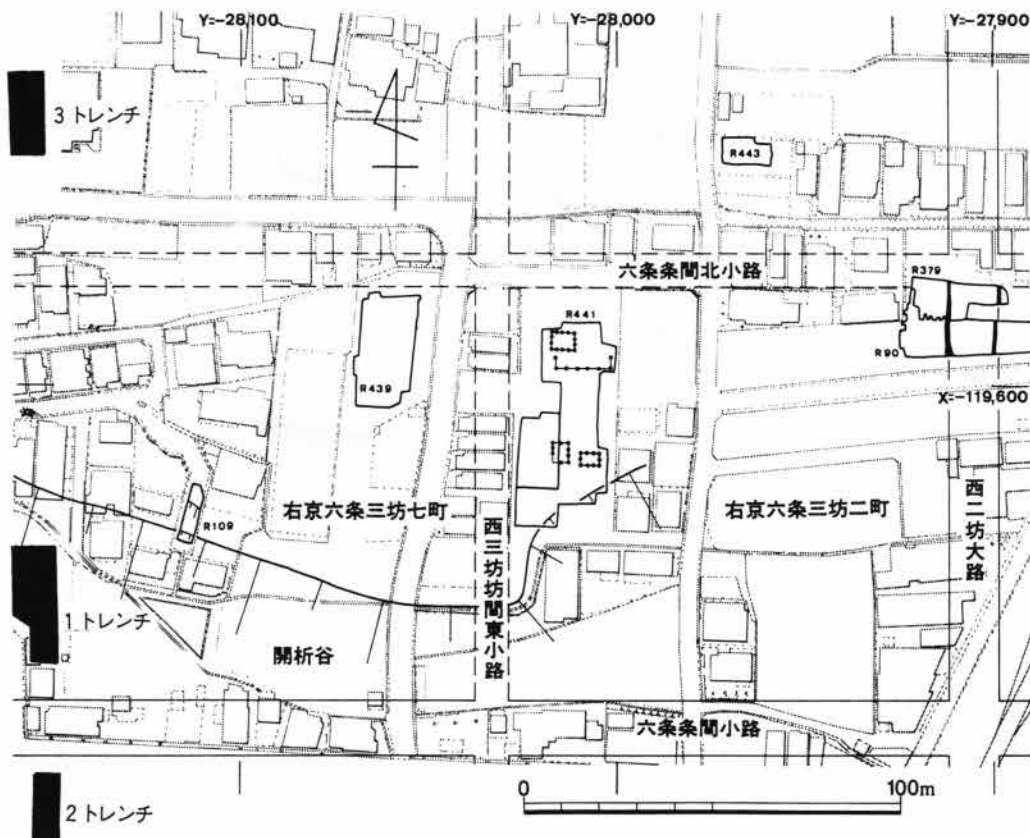 Y=-28,100
Y=-28,000
Y=-27,900
3 トレンチ
R443
六条条間北小路
R379
R441
R90
R439
X=-119,600
右京六条三坊七町
右京六条三坊二町
西二坊大路
R109
西三坊坊間東小路
1 トレンチ
開析谷
六条条間小路
0
100m
2 トレンチ